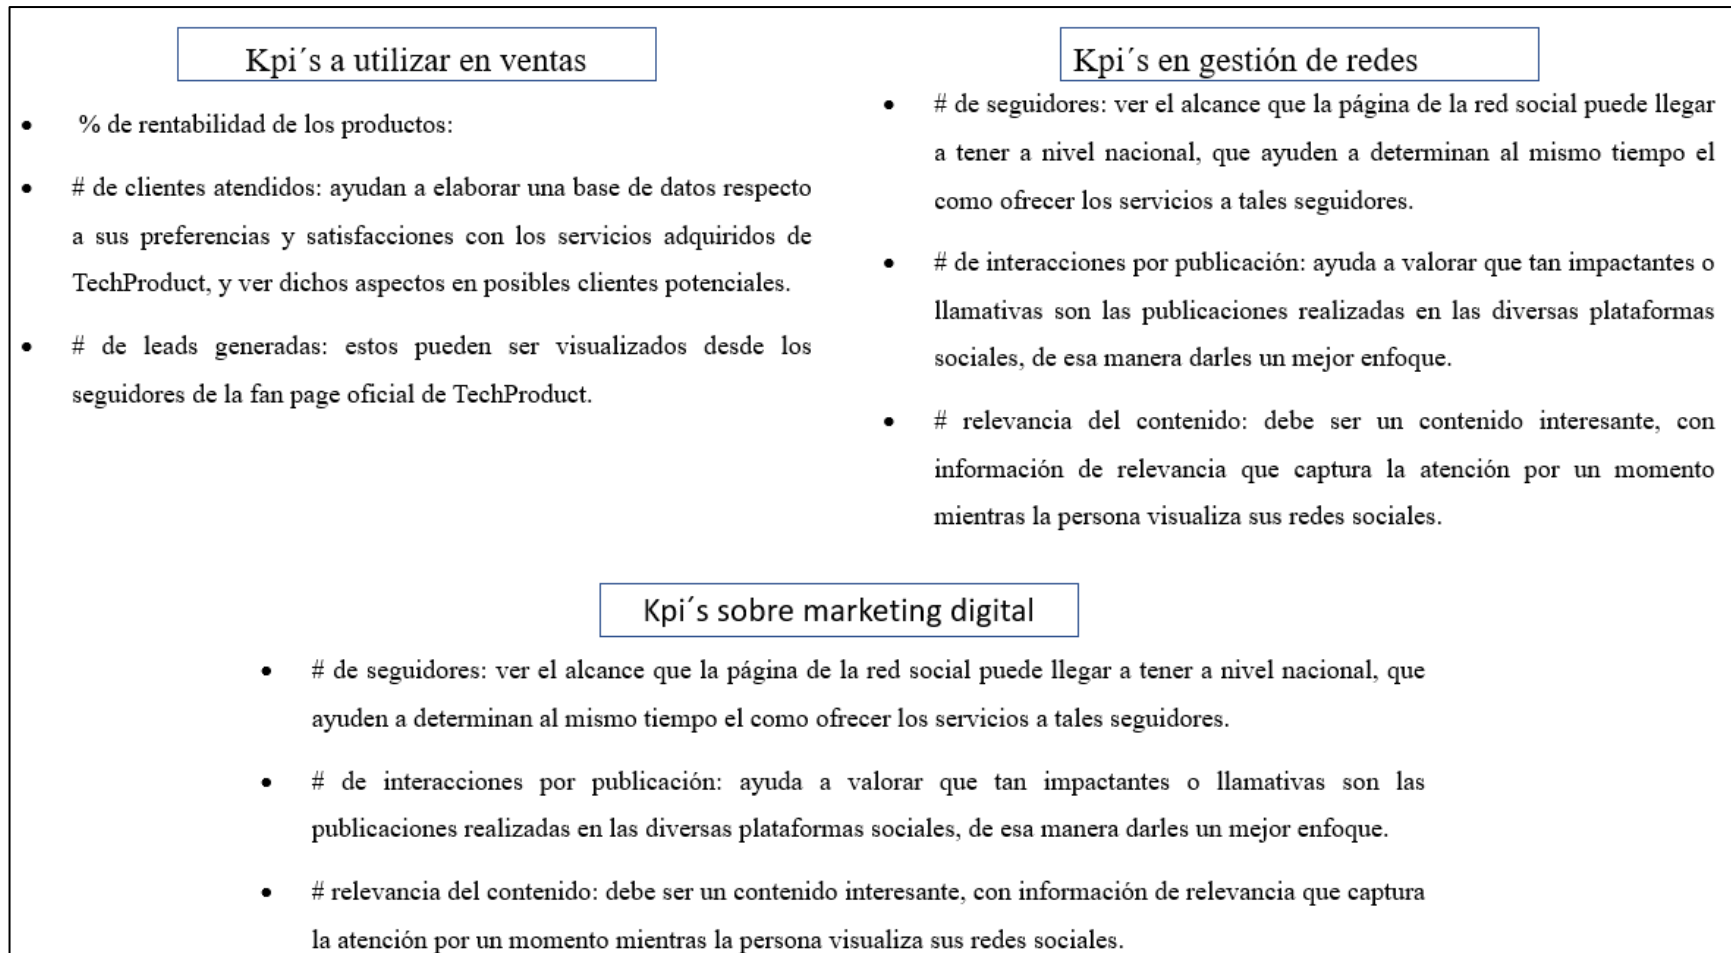 Kpi´s a utilizar en ventas
• % de rentabilidad de los productos:
• # de clientes atendidos: ayudan a elaborar una base de datos respecto
a sus preferencias y satisfacciones con los servicios adquiridos de
TechProduct, y ver dichos aspectos en posibles clientes potenciales.
• # de leads generadas: estos pueden ser visualizados desde los
seguidores de la fan page oficial de TechProduct.
Kpi´s en gestión de redes
• # de seguidores: ver el alcance que la página de la red social puede llegar
a tener a nivel nacional, que ayuden a determinan al mismo tiempo el
como ofrecer los servicios a tales seguidores.
• # de interacciones por publicación: ayuda a valorar que tan impactantes o
llamativas son las publicaciones realizadas en las diversas plataformas
sociales, de esa manera darles un mejor enfoque.
• # relevancia del contenido: debe ser un contenido interesante, con
información de relevancia que captura la atención por un momento
mientras la persona visualiza sus redes sociales.
Kpi´s sobre marketing digital
• # de seguidores: ver el alcance que la página de la red social puede llegar a tener a nivel nacional, que
ayuden a determinan al mismo tiempo el como ofrecer los servicios a tales seguidores.
• # de interacciones por publicación: ayuda a valorar que tan impactantes o llamativas son las
publicaciones realizadas en las diversas plataformas sociales, de esa manera darles un mejor enfoque.
• # relevancia del contenido: debe ser un contenido interesante, con información de relevancia que captura
la atención por un momento mientras la persona visualiza sus redes sociales.